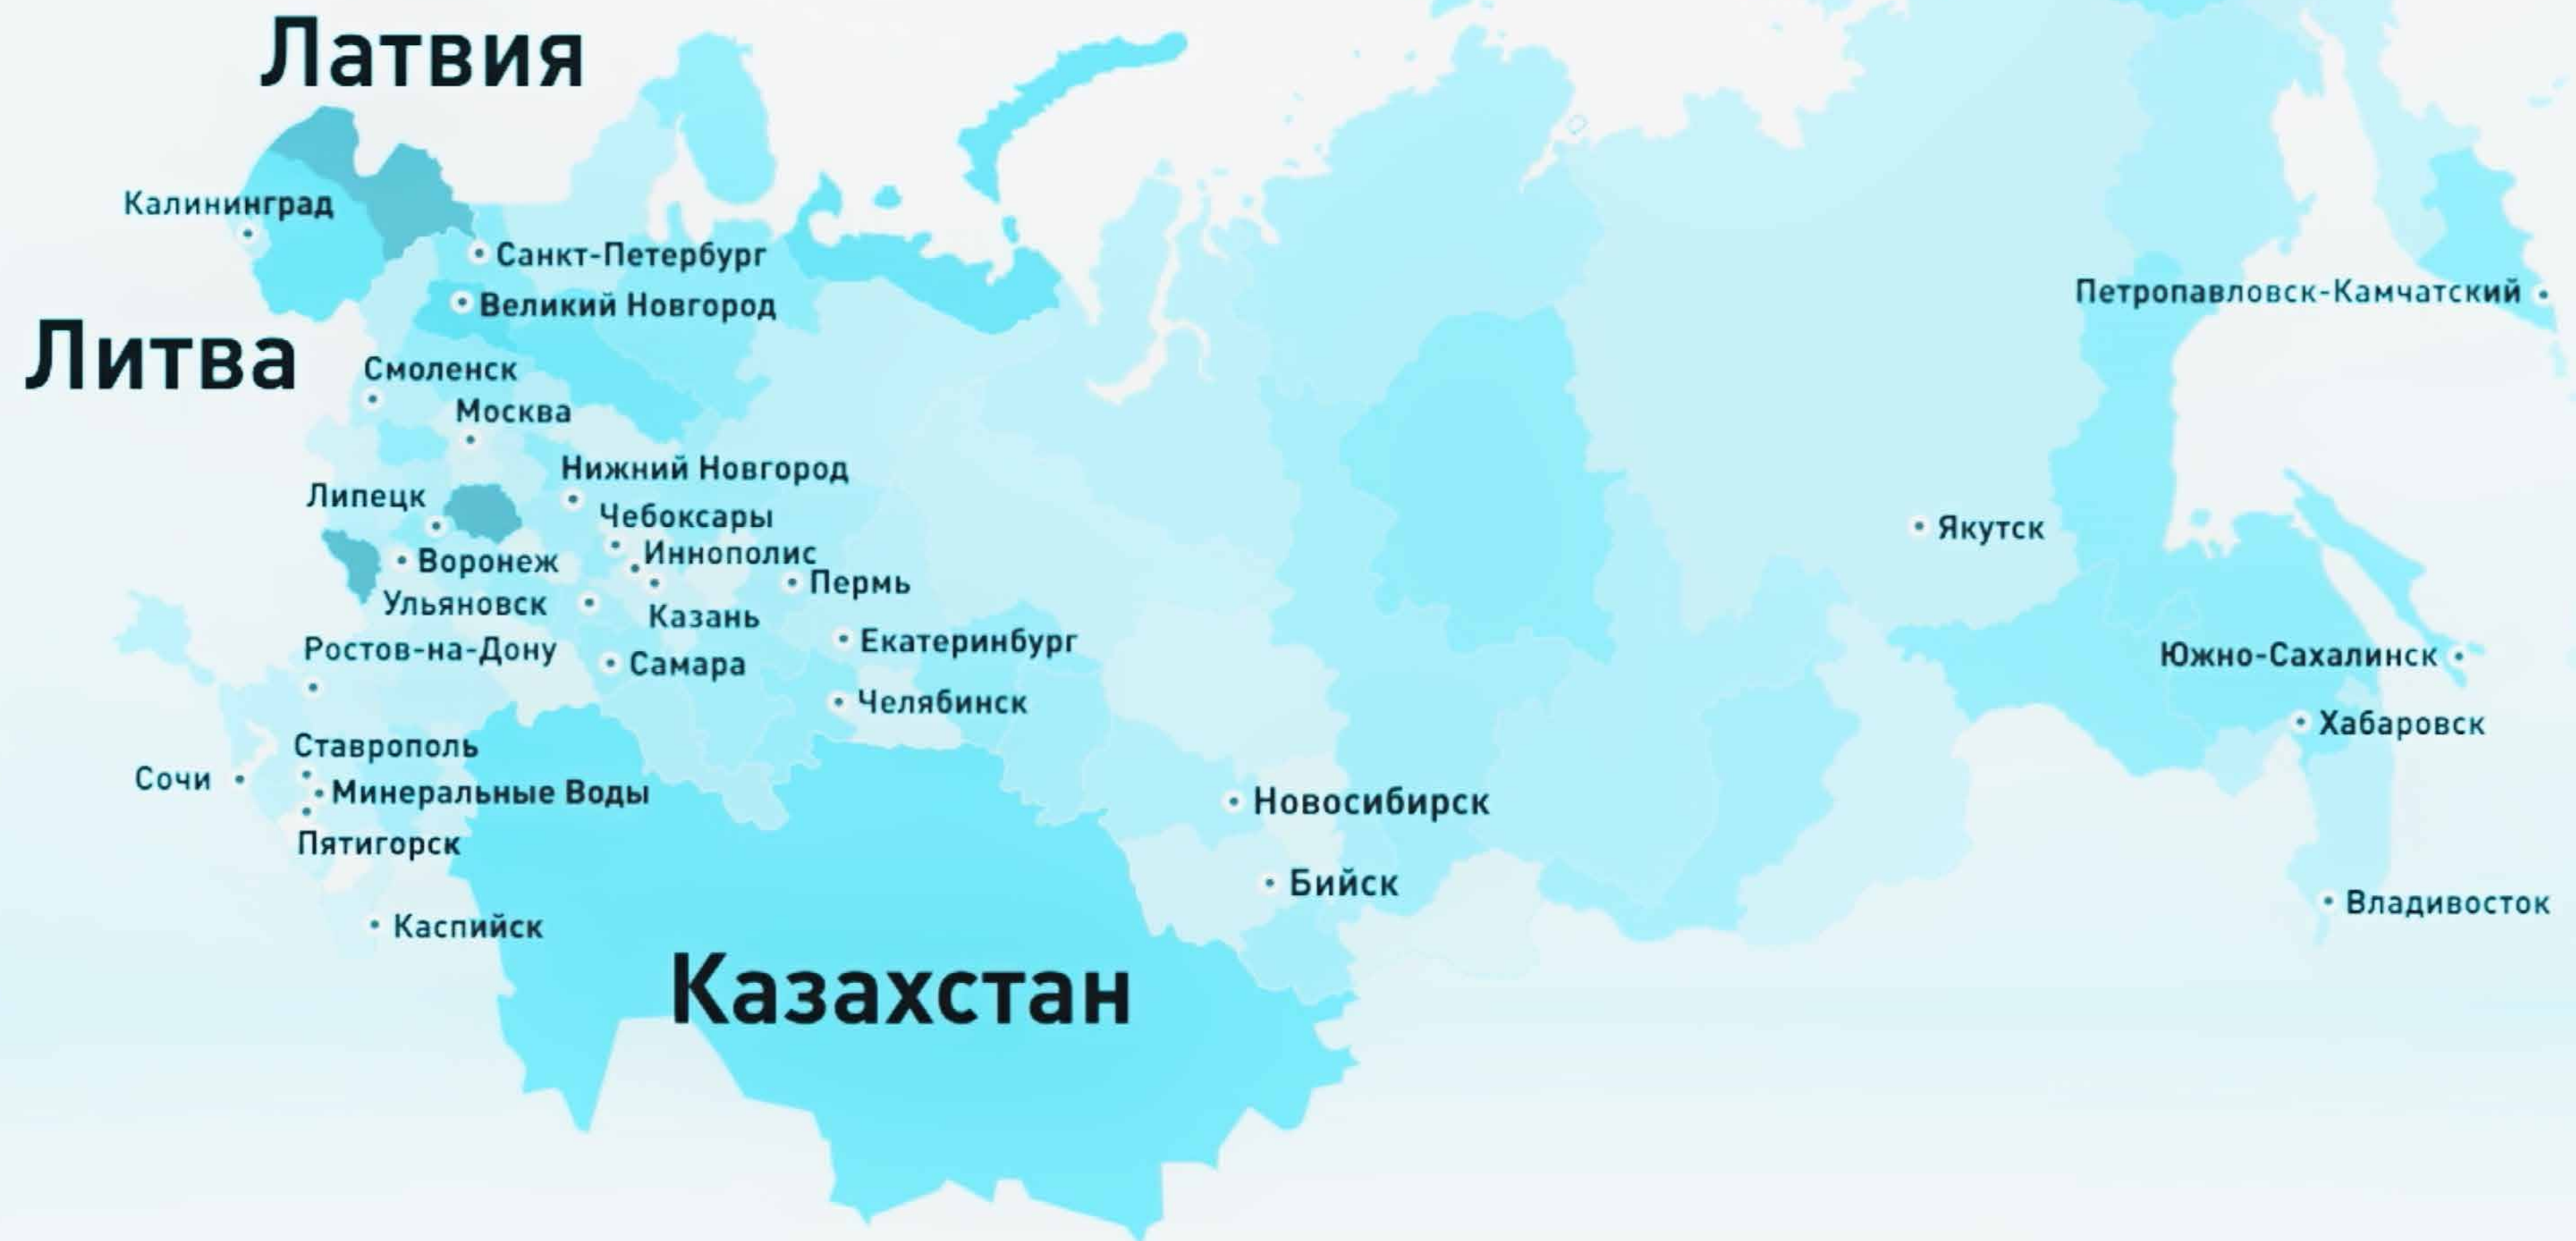 Латвия
Калининград
Санкт-Петербург
Великий Новгород
Петропавловск-Камчатский
Литва
Смоленск
Москва
Нижний Новгород
Липецк
Чебоксары
Якутск
Иннополис
Воронеж
Пермь
Ульяновск
Казань
Екатеринбург
Ростов-на-Дону
Самара
Южно-Сахалинск
Челябинск
Хабаровск
Ставрополь
Сочи
Минеральные Воды
Новосибирск
Пятигорск
Бийск
Владивосток
Каспийск
Казахстан